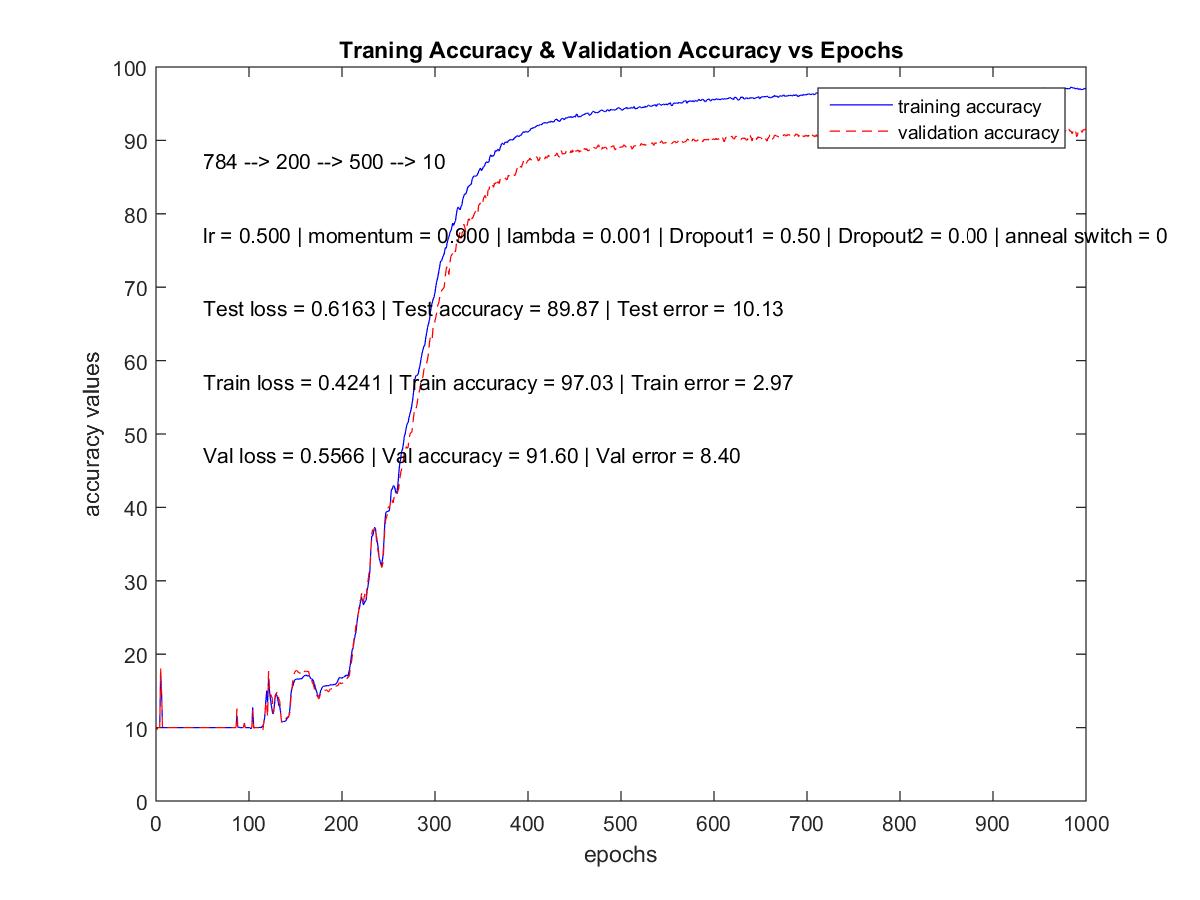 Traning Accuracy & Validation Accuracy vs Epochs
100
90
80
70
60
50
40
30
20
10
0
accuracy values
training accuracy
validation accuracy
784 --> 200 --> 500 --> 10
lr = 0.500 | momentum = 0.900 | lambda = 0.001 | Dropout1 = 0.50 | Dropout2 = 0.00 | anneal switch = 0
Test loss = 0.6163 | Test accuracy = 89.87 | Test error = 10.13
Train loss = 0.4241 | Train accuracy = 97.03 | Train error = 2.97
Val loss = 0.5566 | Val accuracy = 91.60 | Val error = 8.40
0 100 200 300 400 500 600 700 800 900 1000
epochs